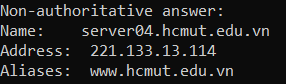 Non-authoritative answer:
Name:    server04.hcmut.edu.vn
Address:  221.133.13.114
Aliases:  www.hcmut.edu.vn